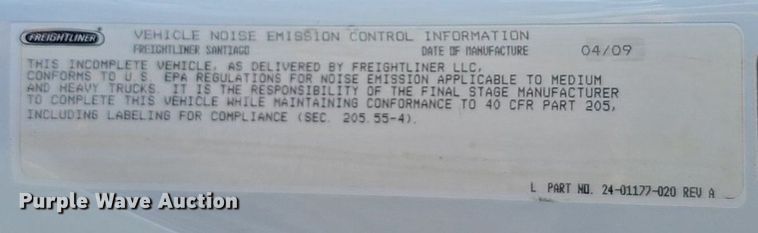 FREIGHTLINER VEHICLE NOISE EMISSION CONTROL INFORMATION
FREIGHTLINER SANTIAGO DATE OF MANUFACTURE 04/09
THIS INCOMPLETE VEHICLE, AS DELIVERED BY FREIGHTLINER LLC,
CONFORMS TO U.S. EPA REGULATIONS FOR NOISE EMISSION APPLICABLE TO MEDIUM
AND HEAVY TRUCKS. IT IS THE RESPONSIBILITY OF THE FINAL STAGE MANUFACTURER
TO COMPLETE THIS VEHICLE WHILE MAINTAINING CONFORMANCE TO 40 CFR PART 205,
INCLUDING LABELING FOR COMPLIANCE (SEC. 205.55-4).
L PART NO. 24-01177-020 REV A
Purple Wave Auction